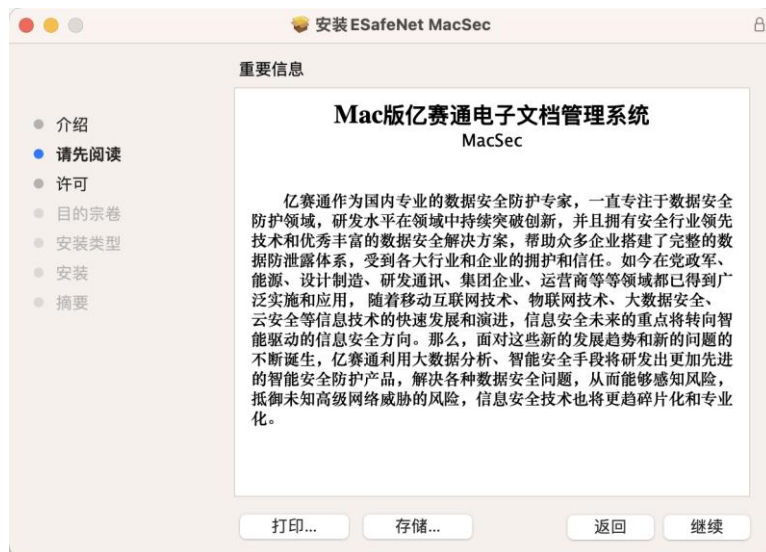 安装 ESafeNet MacSec
重要信息
介绍
请先阅读
许可
目的宗卷
安装类型
安装
摘要
Mac版亿赛通电子文档管理系统
MacSec
亿赛通作为国内专业的数据安全防护专家，一直专注于数据安全
防护领域，研发水平在领域中持续突破创新，并且拥有安全行业领先
技术和优秀丰富的数据安全解决方案，帮助众多企业搭建了完整的数
据防泄露体系，受到各大行业和企业的拥护和信任。如今在党政军、
能源、设计制造、研发通讯、集团企业、运营商等等领域都已得到广
泛实施和应用， 随着移动互联网技术、物联网技术、大数据安全、
云安全等信息技术的快速发展和演进，信息安全未来的重点将转向智
能驱动的信息安全方向。那么，面对这些新的发展趋势和新的问题的
不断诞生，亿赛通利用大数据分析、智能安全手段将研发出更加先进
的智能安全防护产品，解决各种数据安全问题，从而能够感知风险，
抵御未知高级网络威胁的风险，信息安全技术也将更趋碎片化和专业
化。
打印...
存储...
返回
继续